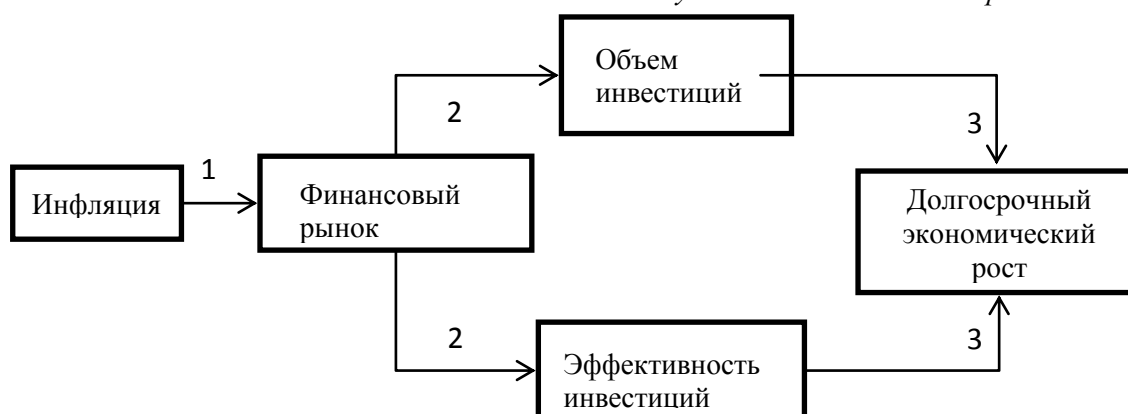 Объем
инвестиций
2
3
1
Инфляция
Финансовый
рынок
Долгосрочный
экономический
рост
2
3
Эффективность
инвестиций